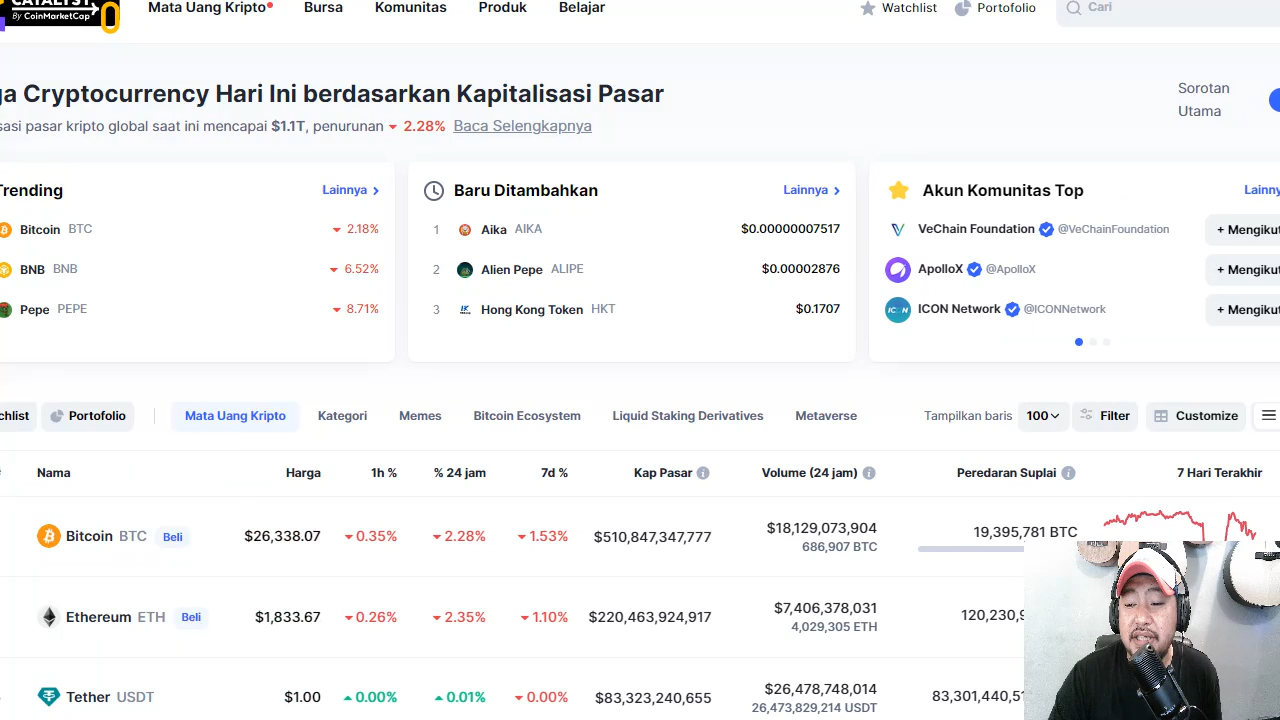 CATALYST
By CoinMarketCap
Mata Uang Kripto
Bursa
Komunitas
Produk
Belajar
Watchlist
Portofolio
Cari
ga Cryptocurrency Hari Ini berdasarkan Kapitalisasi Pasar
sasi pasar kripto global saat ini mencapai $1.1T, penurunan 2.28% Baca Selengkapnya
Sorotan
Utama
Trending
Lainnya
Bitcoin BTC 2.18%
BNB BNB 6.52%
Pepe PEPE 8.71%
Baru Ditambahkan
Lainnya
1 Aika AIKA $0.00000007517
2 Alien Pepe ALIPE $0.00002876
3 Hong Kong Token HKT $0.1707
Akun Komunitas Top
Lainny
VeChain Foundation @VeChainFoundation + Mengikut
ApolloX @ApolloX + Mengikut
ICON Network @ICONNetwork + Mengikut
chlist
Portofolio
Mata Uang Kripto
Kategori
Memes
Bitcoin Ecosystem
Liquid Staking Derivatives
Metaverse
Tampilkan baris
100
Filter
Customize
Nama Harga 1h % % 24 jam 7d % Kap Pasar Volume (24 jam) Peredaran Suplai 7 Hari Terakhir
Bitcoin BTC Beli $26,338.07 0.35% 2.28% 1.53% $510,847,347,777 $18,129,073,904 19,395,781 BTC
686,907 BTC
Ethereum ETH Beli $1,833.67 0.26% 2.35% 1.10% $220,463,924,917 $7,406,378,031 120,230,9
4,029,305 ETH
Tether USDT $1.00 0.00% 0.01% 0.00% $83,323,240,655 $26,478,748,014 83,301,440,51
26,473,829,214 USDT